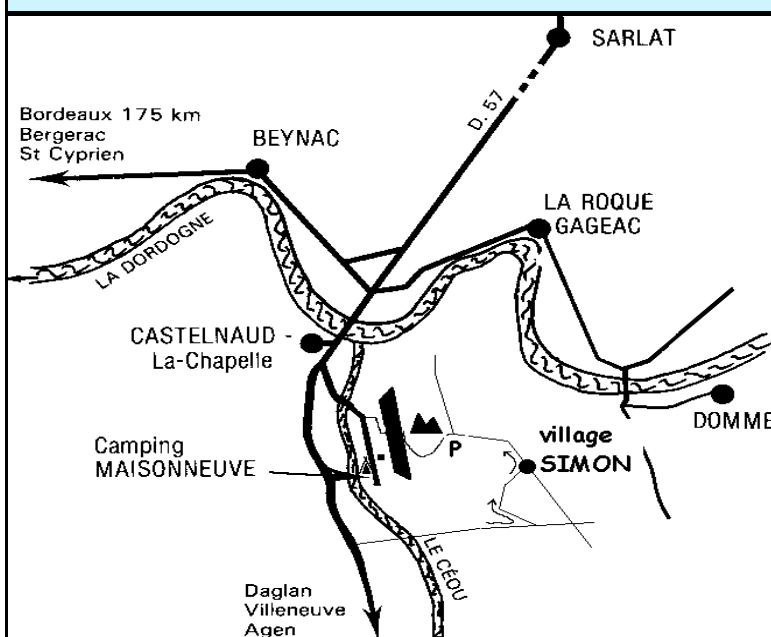 SARLAT
D. 57
Bordeaux 175 km
Bergerac
St Cyprien
BEYNAC
LA ROQUE
GAGEAC
LA DORDOGNE
CASTELNAUD -
La-Chapelle
DOMME
village
SIMON
P
Camping
MAISONNEUVE
LE CÉOU
Daglan
Villeneuve
Agen